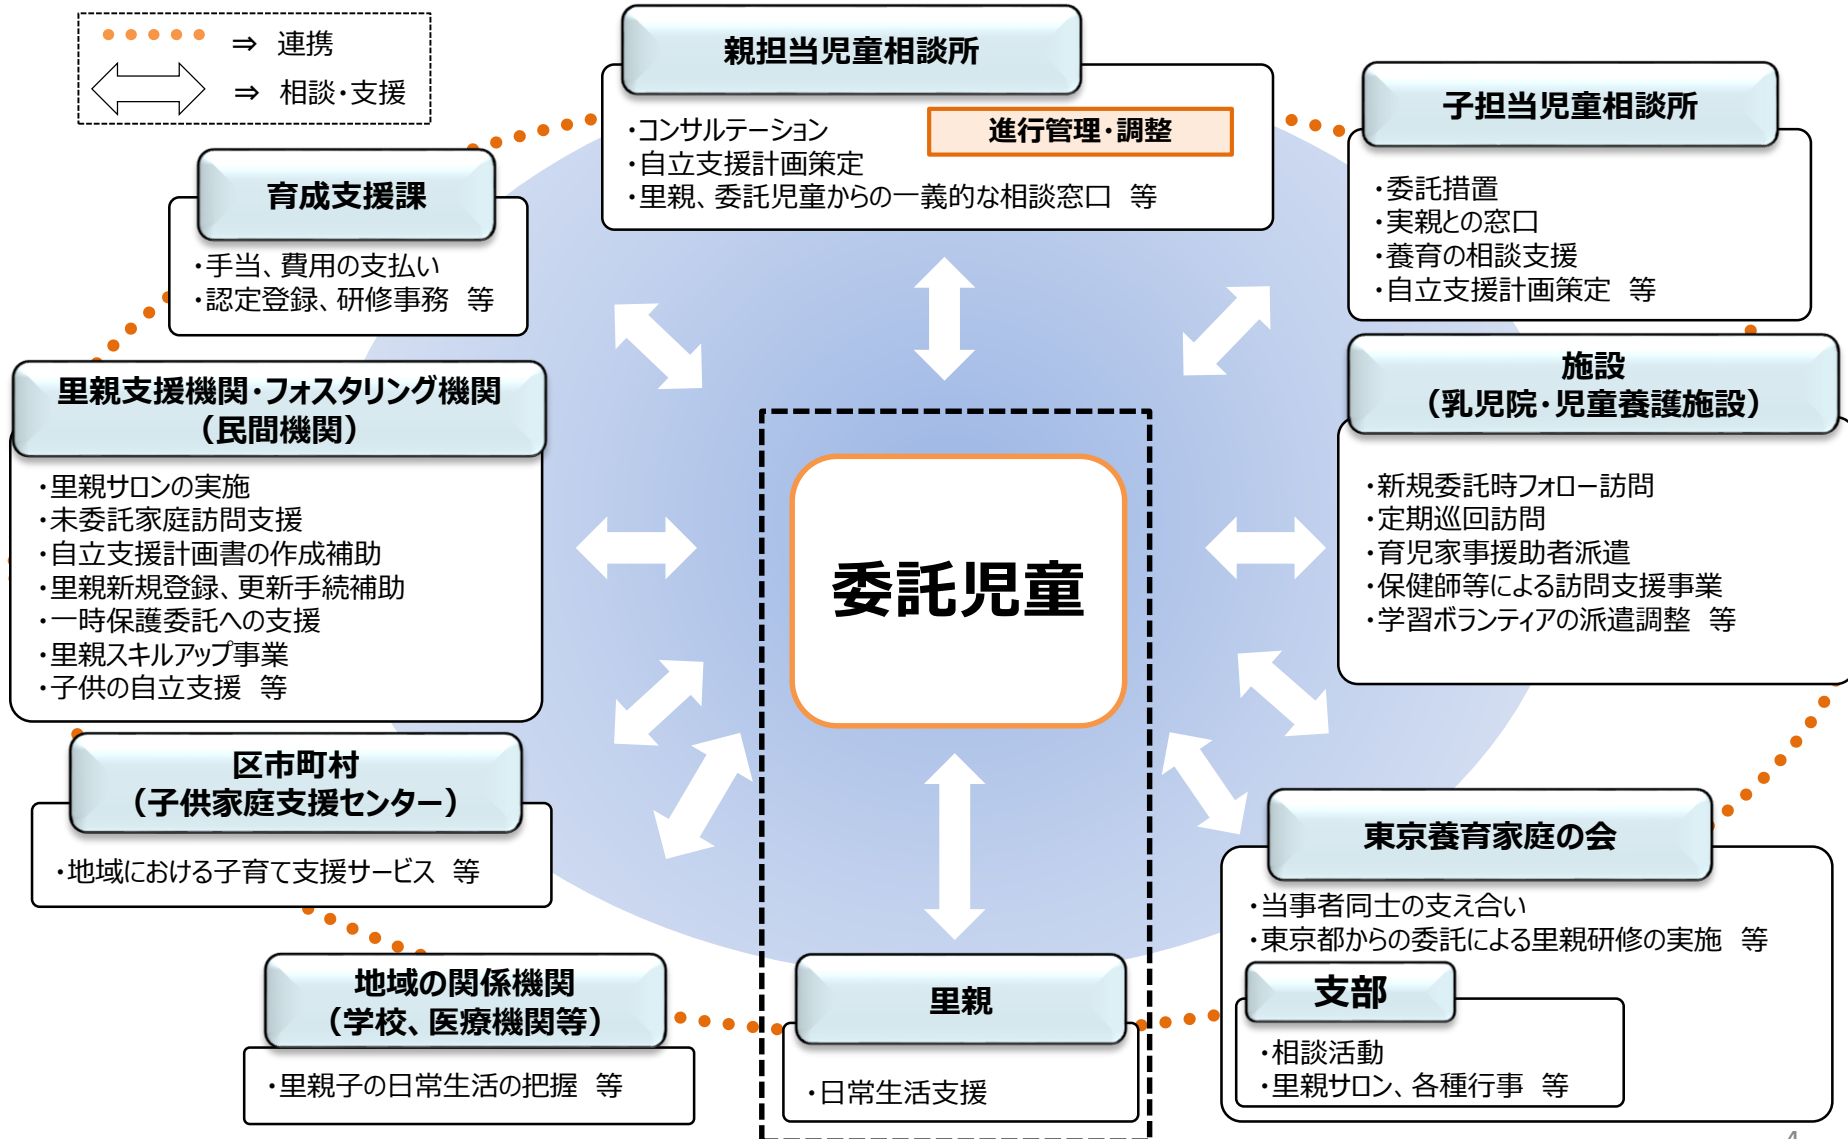 ⇒ 連携
⇒ 相談・支援
親担当児童相談所
・コンサルテーション
進行管理・調整
・自立支援計画策定
・里親、委託児童からの一義的な相談窓口 等
子担当児童相談所
・委託措置
・実親との窓口
・養育の相談支援
・自立支援計画策定 等
育成支援課
・手当、費用の支払い
・認定登録、研修事務 等
里親支援機関・フォスタリング機関
（民間機関）
・里親サロンの実施
・未委託家庭訪問支援
・自立支援計画書の作成補助
・里親新規登録、更新手続補助
・一時保護委託への支援
・里親スキルアップ事業
・子供の自立支援 等
施設
（乳児院・児童養護施設）
・新規委託時フォロー訪問
・定期巡回訪問
・育児家事援助者派遣
・保健師等による訪問支援事業
・学習ボランティアの派遣調整 等
委託児童
区市町村
（子供家庭支援センター）
・地域における子育て支援サービス 等
東京養育家庭の会
・当事者同士の支え合い
・東京都からの委託による里親研修の実施 等
支部
・相談活動
・里親サロン、各種行事 等
地域の関係機関
（学校、医療機関等）
・里親子の日常生活の把握 等
里親
・日常生活支援